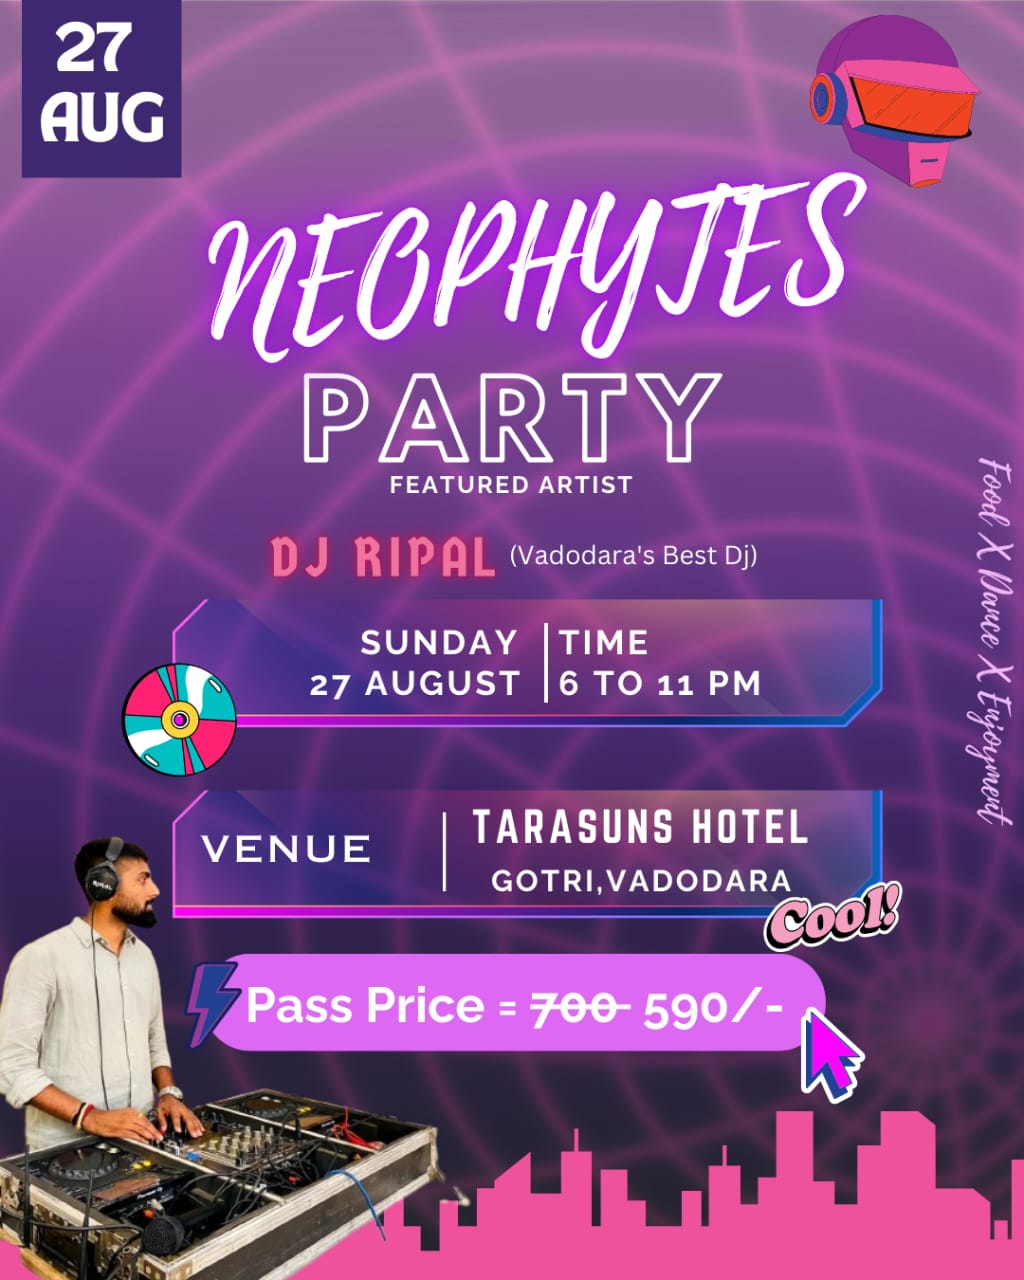 27
AUG
NEOPHYTES
PARTY
FEATURED ARTIST
DJ RIPAL (Vadodara's Best Dj)
SUNDAY
27 AUGUST
TIME
6 TO 11 PM
Food X Dance X Enjoyment
VENUE
TARASUNS HOTEL
GOTRI,VADODARA
Cool!
Pass Price = 700 590/-
RIPAL